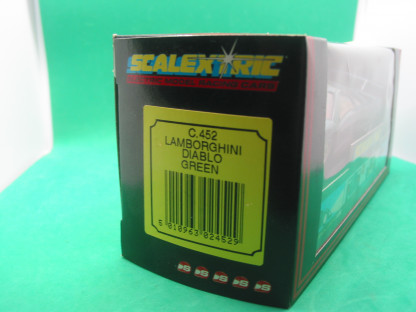 SCALEXTRIC
C.452
LAMBORGHINI
DIABLO
GREEN
5 018963 024529